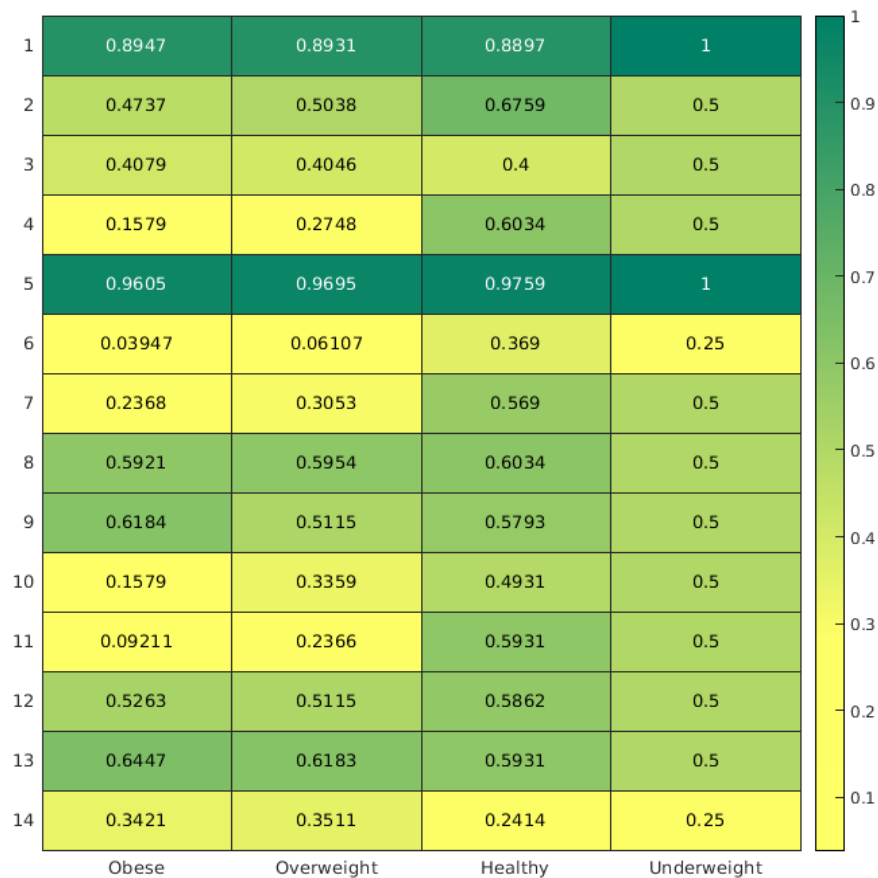 1 0.8947 0.8931 0.8897 1 1
2 0.4737 0.5038 0.6759 0.5 0.9
3 0.4079 0.4046 0.4 0.5 0.8
4 0.1579 0.2748 0.6034 0.5 0.7
5 0.9605 0.9695 0.9759 1
6 0.03947 0.06107 0.369 0.25 0.6
7 0.2368 0.3053 0.569 0.5
8 0.5921 0.5954 0.6034 0.5 0.5
9 0.6184 0.5115 0.5793 0.5 0.4
10 0.1579 0.3359 0.4931 0.5
11 0.09211 0.2366 0.5931 0.5 0.3
12 0.5263 0.5115 0.5862 0.5 0.2
13 0.6447 0.6183 0.5931 0.5
14 0.3421 0.3511 0.2414 0.25 0.1
Obese Overweight Healthy Underweight